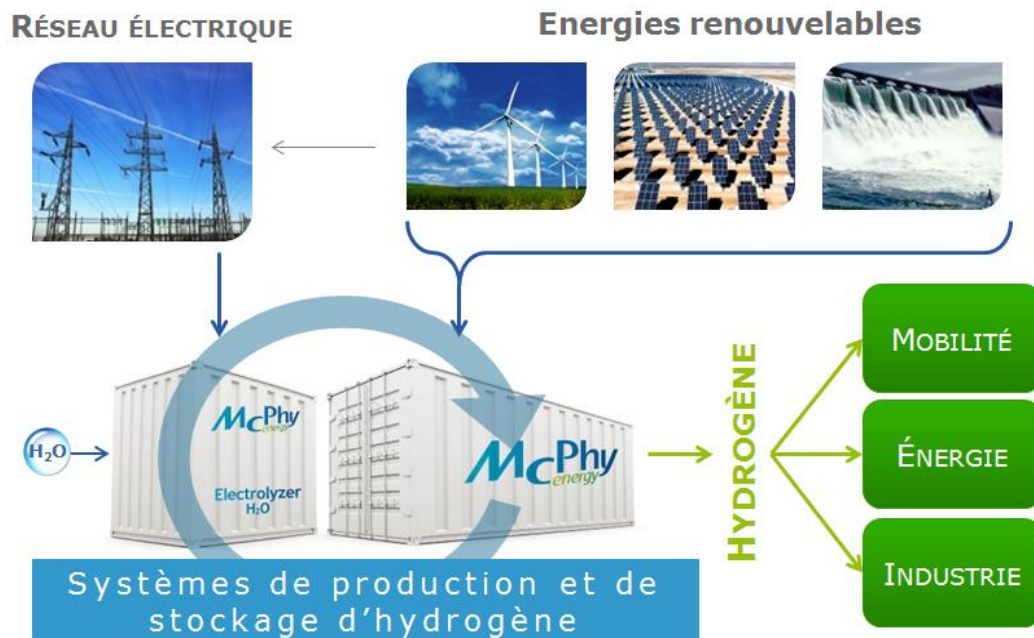 RÉSEAU ÉLECTRIQUE
Energies renouvelables
H₂O
McPhy
energy
Electrolyzer
H₂O
McPhy
energy
HYDROGÈNE
MOBILITÉ
ÉNERGIE
INDUSTRIE
Systèmes de production et de
stockage d’hydrogène